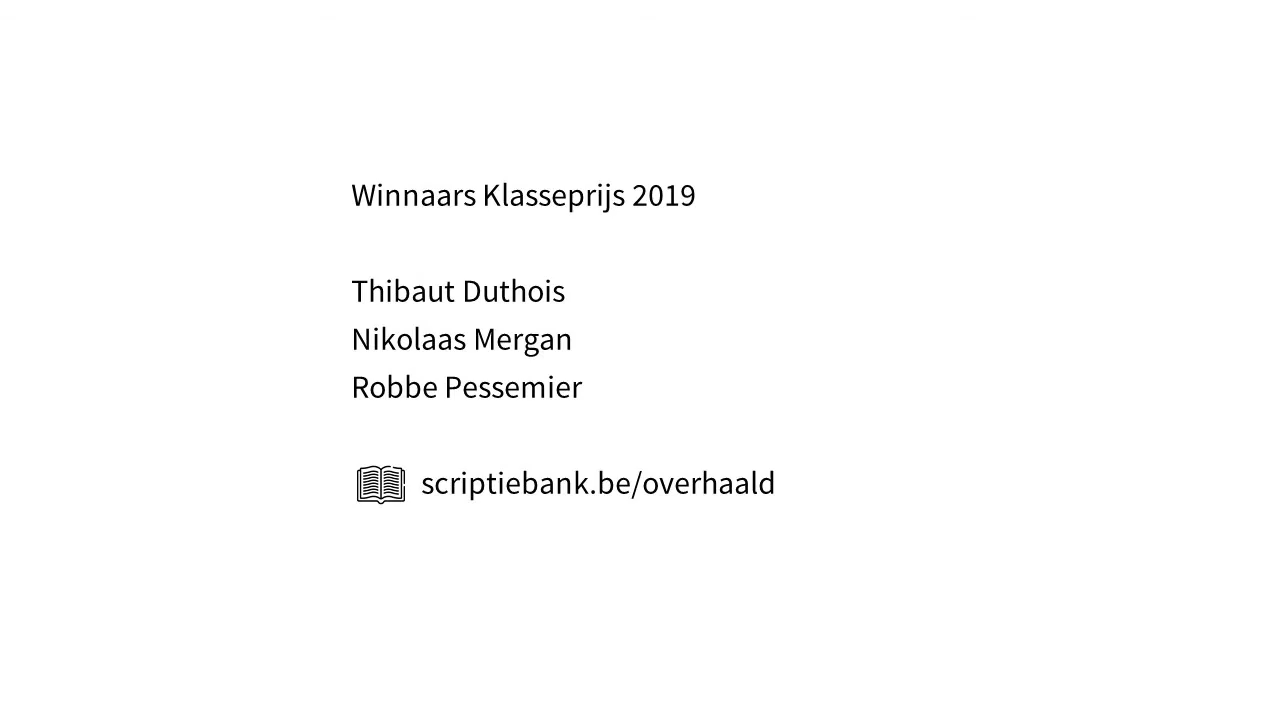 Winnaars Klasseprijs 2019
Thibaut Duthois
Nikolaas Mergan
Robbe Pessemier
scriptiebank.be/overhaald